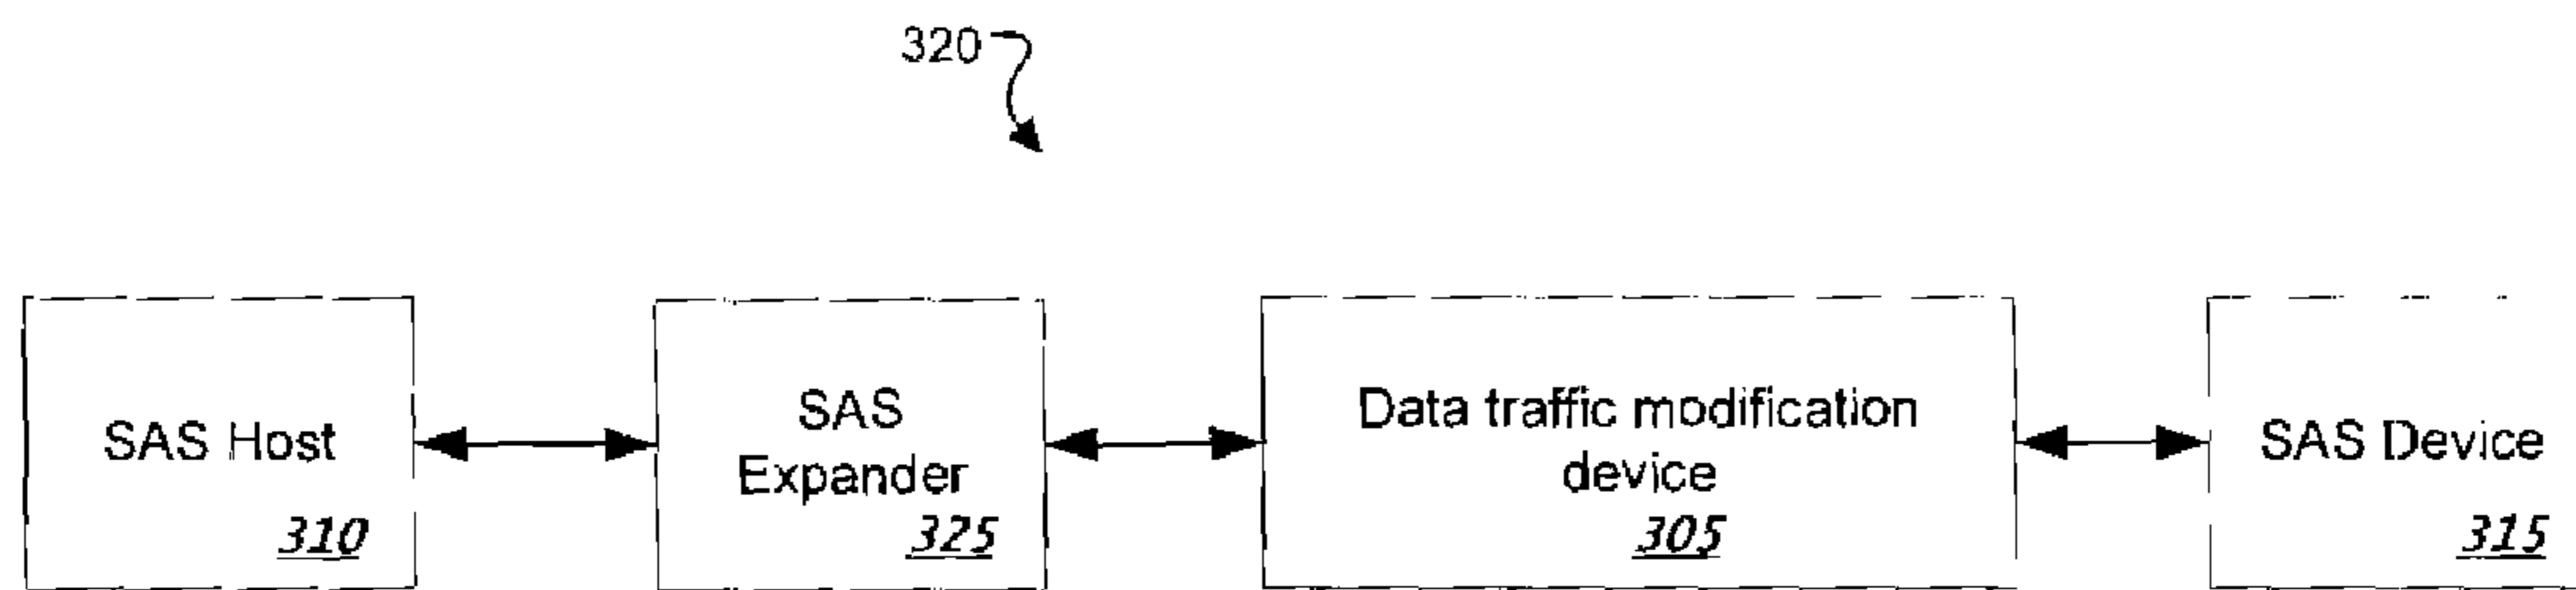 320
SAS Host
310
SAS
Expander
325
Data traffic modification
device
305
SAS Device
315